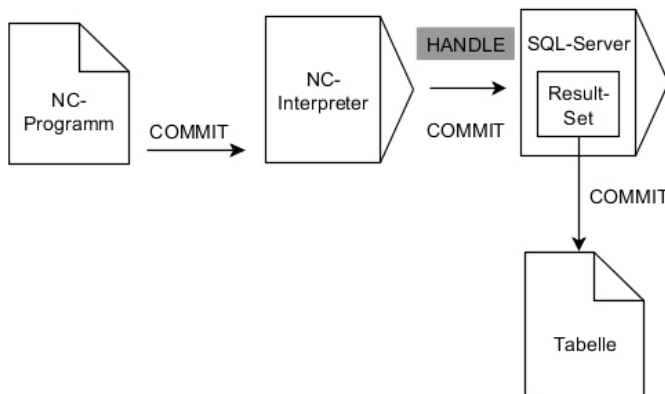 NC-
Programm
COMMIT
NC-
Interpreter
HANDLE
COMMIT
SQL-Server
Result-
Set
COMMIT
Tabelle